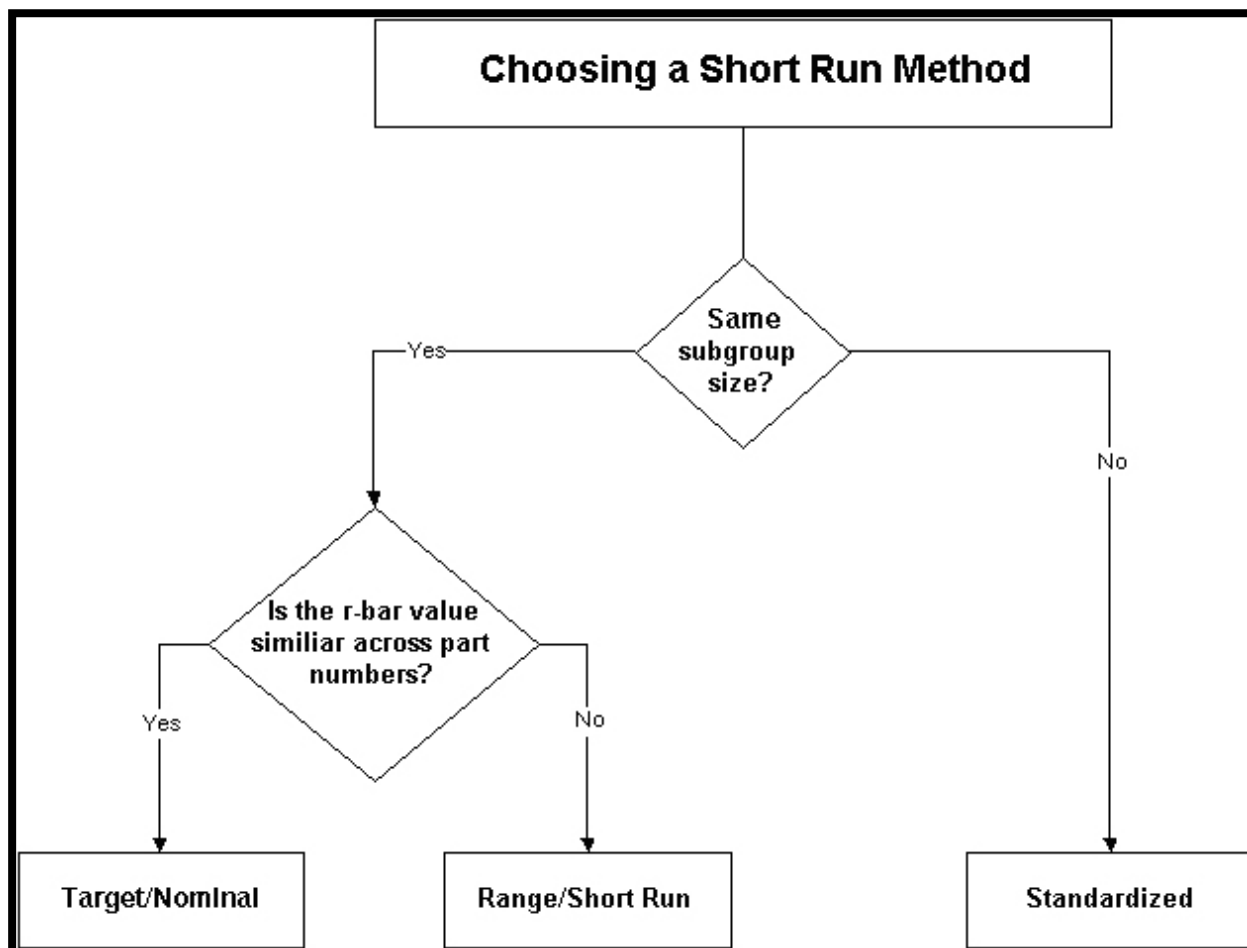 Choosing a Short Run Method
Same
subgroup
size?
Yes
No
Is the r-bar value
similiar across part
numbers?
Yes
No
Target/Nominal
Range/Short Run
Standardized